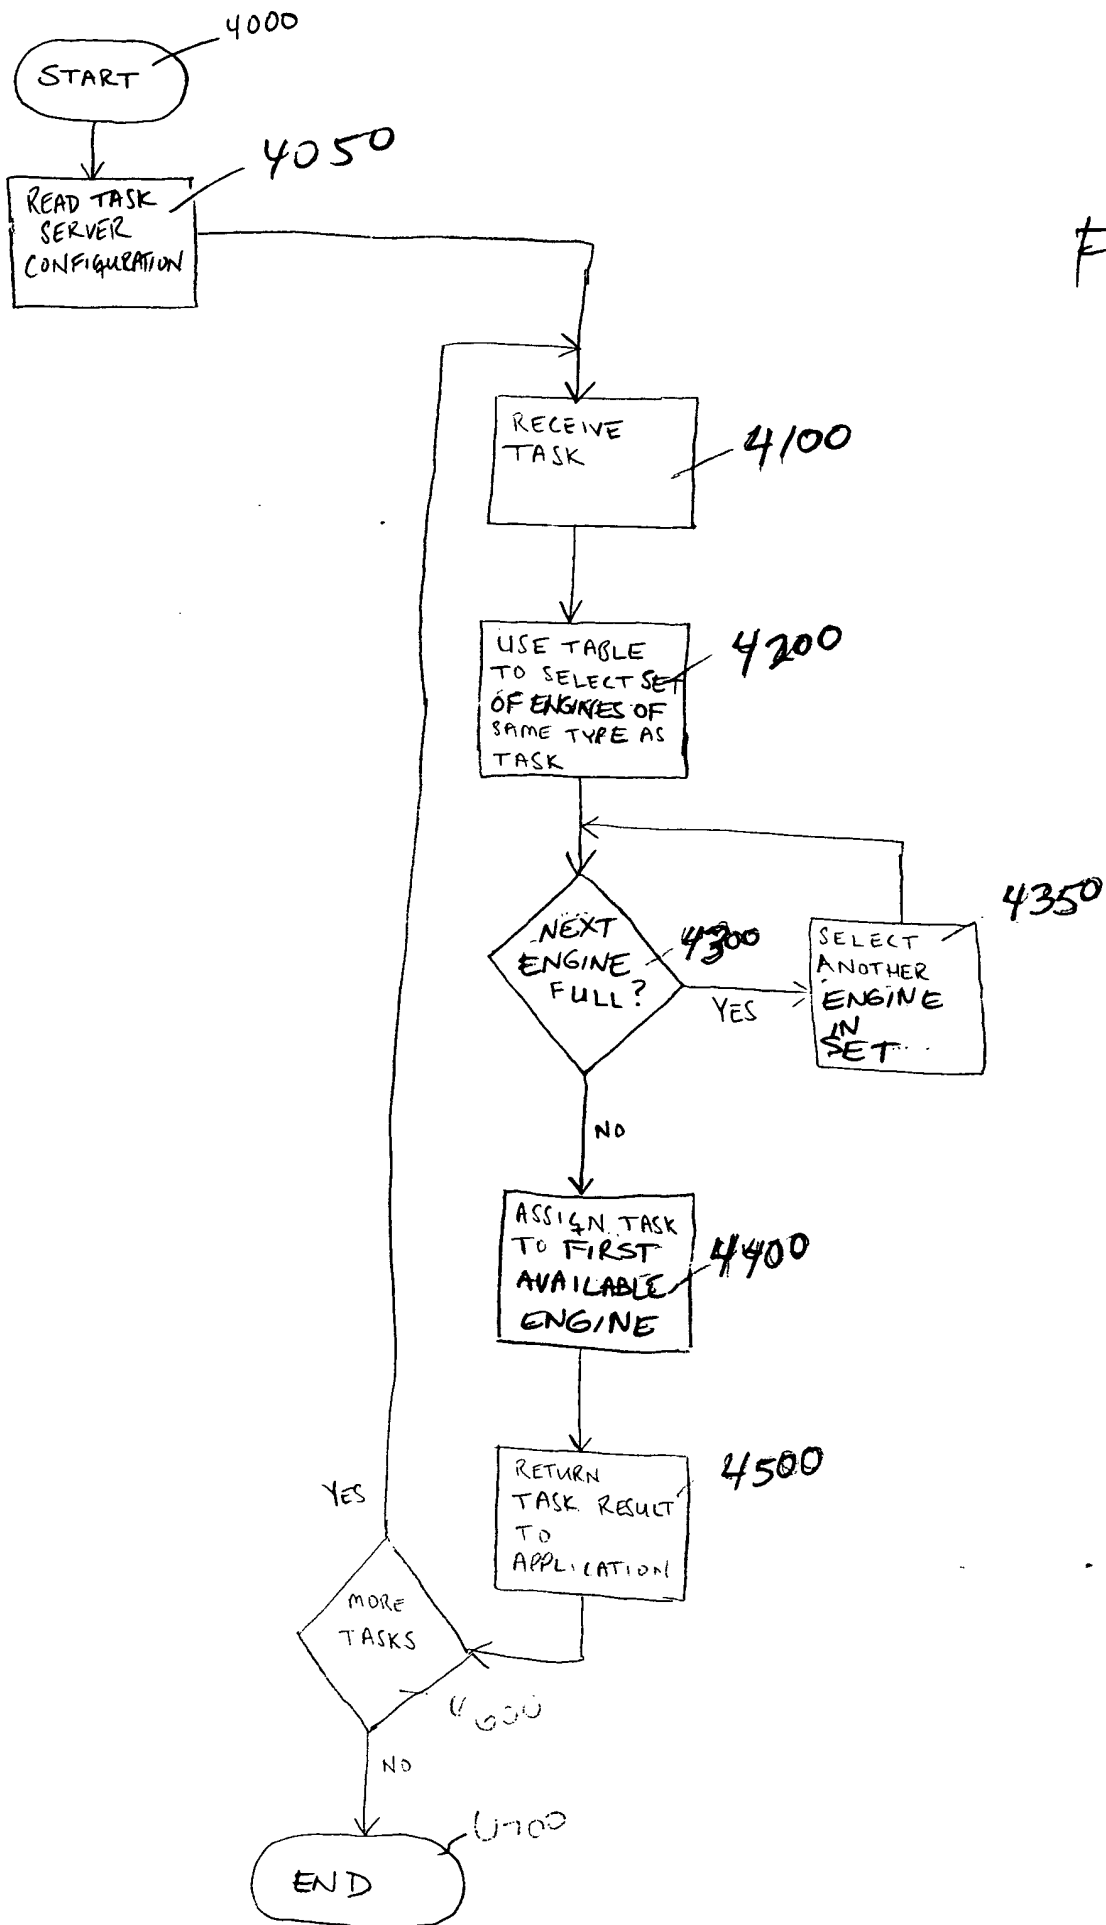 4000
START
4050
READ TASK
SERVER
CONFIGURATION
F
RECEIVE
TASK
4100
USE TABLE
TO SELECT SET
OF ENGINES OF
SAME TYPE AS
TASK
4200
NEXT
ENGINE
FULL?
4300
YES
4350
SELECT
ANOTHER
ENGINE
IN
SET
NO
ASSIGN TASK
TO FIRST
AVAILABLE
ENGINE
4400
RETURN
TASK RESULT
TO
APPLICATION
4500
YES
MORE
TASKS
4600
NO
4700
END